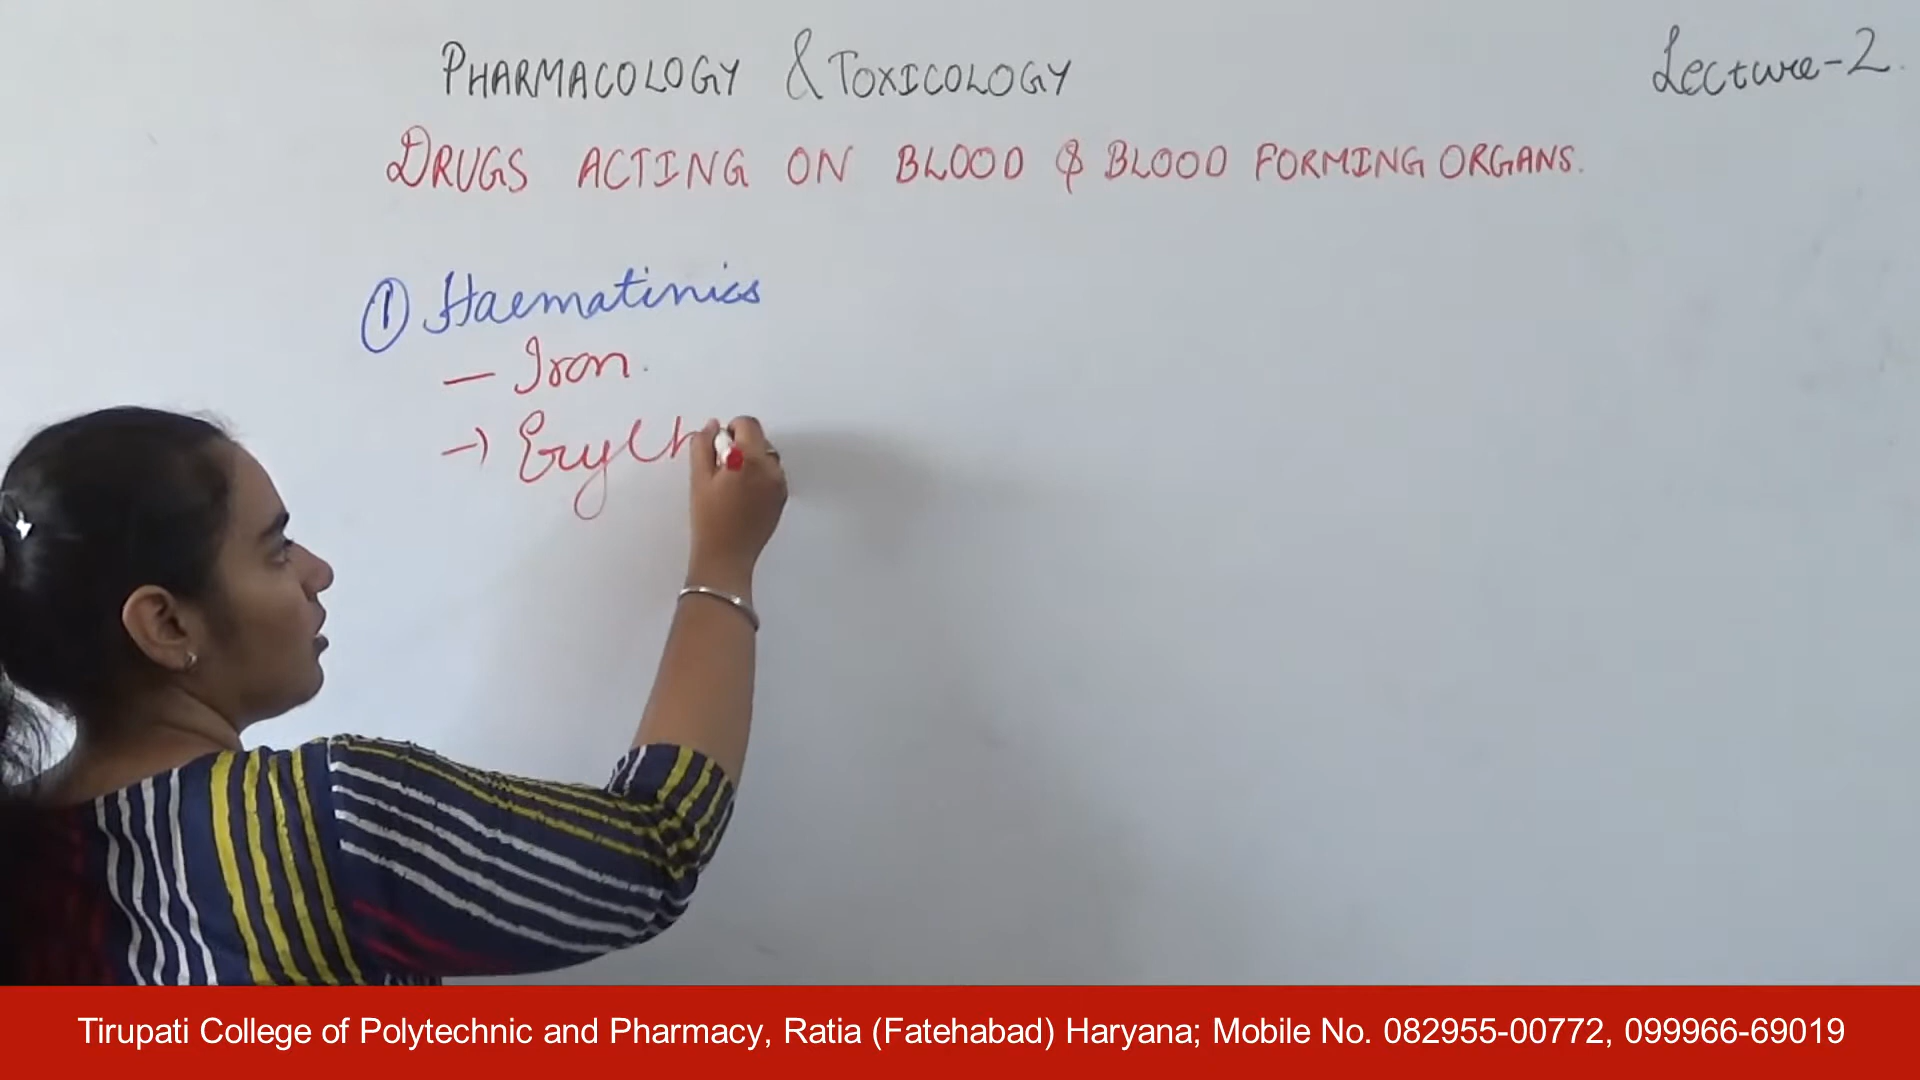 PHARMACOLOGY & TOXICOLOGY
Lecture-2.
DRUGS ACTING ON BLOOD & BLOOD FORMING ORGANS.
① Haematinics
— Iron.
→ Eryth
Tirupati College of Polytechnic and Pharmacy, Ratia (Fatehabad) Haryana; Mobile No. 082955-00772, 099966-69019